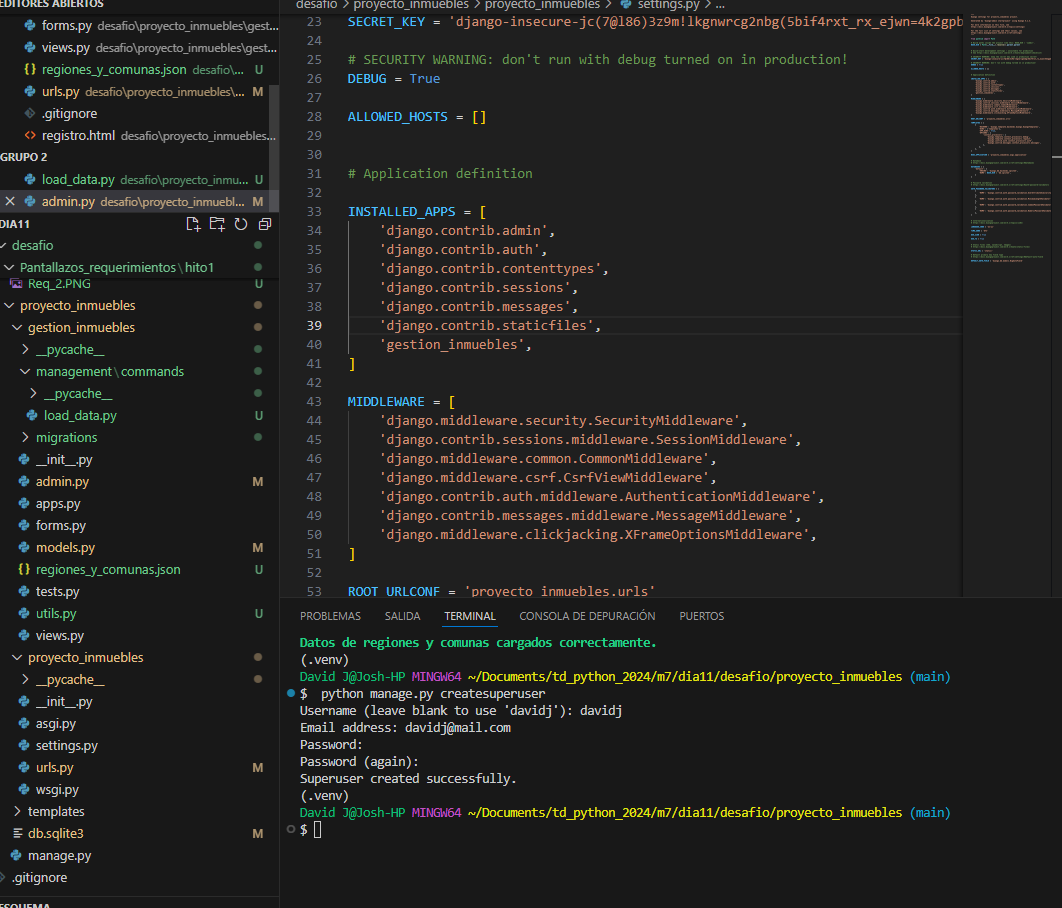 EDITORES ABIERTOS
forms.py desafio\proyecto_inmuebles\gest...
views.py desafio\proyecto_inmuebles\gest...
{} regiones_y_comunas.json desafio\... U
urls.py desafio\proyecto_inmuebles\... M
.gitignore
<> registro.html desafio\proyecto_inmuebles...
GRUPO 2
load_data.py desafio\proyecto_inmu... U
admin.py desafio\proyecto_inmuebl... M
DIA11
desafio
Pantallazos_requerimientos\hito1
Req_2.PNG U
proyecto_inmuebles
gestion_inmuebles
__pycache__
management\commands
__pycache__
load_data.py U
migrations
__init__.py
admin.py M
apps.py
forms.py
models.py M
{} regiones_y_comunas.json U
tests.py
utils.py U
views.py
proyecto_inmuebles
__pycache__
__init__.py
asgi.py
settings.py
urls.py M
wsgi.py
templates
db.sqlite3 M
manage.py
.gitignore
ESQUEMA
desafio > proyecto_inmuebles > proyecto_inmuebles > settings.py > ...
23 SECRET_KEY = 'django-insecure-jc(7@l86)3z9m!lkgnwrcg2nbg(5bif4rxt_rx_ejwn=4k2gpb
24
25 # SECURITY WARNING: don't run with debug turned on in production!
26 DEBUG = True
27
28 ALLOWED_HOSTS = []
29
30
31 # Application definition
32
33 INSTALLED_APPS = [
34 'django.contrib.admin',
35 'django.contrib.auth',
36 'django.contrib.contenttypes',
37 'django.contrib.sessions',
38 'django.contrib.messages',
39 'django.contrib.staticfiles',
40 'gestion_inmuebles',
41 ]
42
43 MIDDLEWARE = [
44 'django.middleware.security.SecurityMiddleware',
45 'django.contrib.sessions.middleware.SessionMiddleware',
46 'django.middleware.common.CommonMiddleware',
47 'django.middleware.csrf.CsrfViewMiddleware',
48 'django.contrib.auth.middleware.AuthenticationMiddleware',
49 'django.contrib.messages.middleware.MessageMiddleware',
50 'django.middleware.clickjacking.XFrameOptionsMiddleware',
51 ]
52
53 ROOT_URLCONF = 'proyecto_inmuebles.urls'
PROBLEMAS SALIDA TERMINAL CONSOLA DE DEPURACIÓN PUERTOS
Datos de regiones y comunas cargados correctamente.
(.venv)
David J@Josh-HP MINGW64 ~/Documents/td_python_2024/m7/dia11/desafio/proyecto_inmuebles (main)
$ python manage.py createsuperuser
Username (leave blank to use 'davidj'): davidj
Email address: davidj@mail.com
Password:
Password (again):
Superuser created successfully.
(.venv)
David J@Josh-HP MINGW64 ~/Documents/td_python_2024/m7/dia11/desafio/proyecto_inmuebles (main)
$